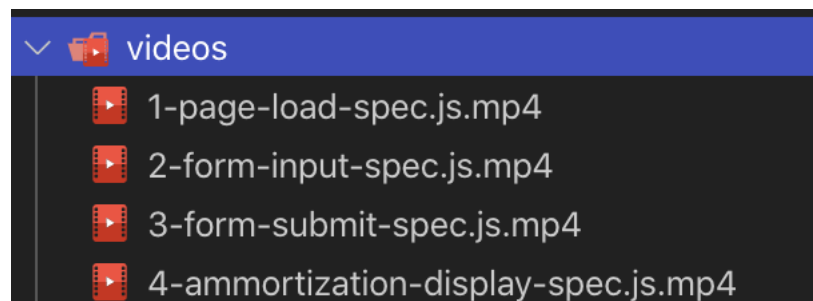 videos
1-page-load-spec.js.mp4
2-form-input-spec.js.mp4
3-form-submit-spec.js.mp4
4-ammortization-display-spec.js.mp4